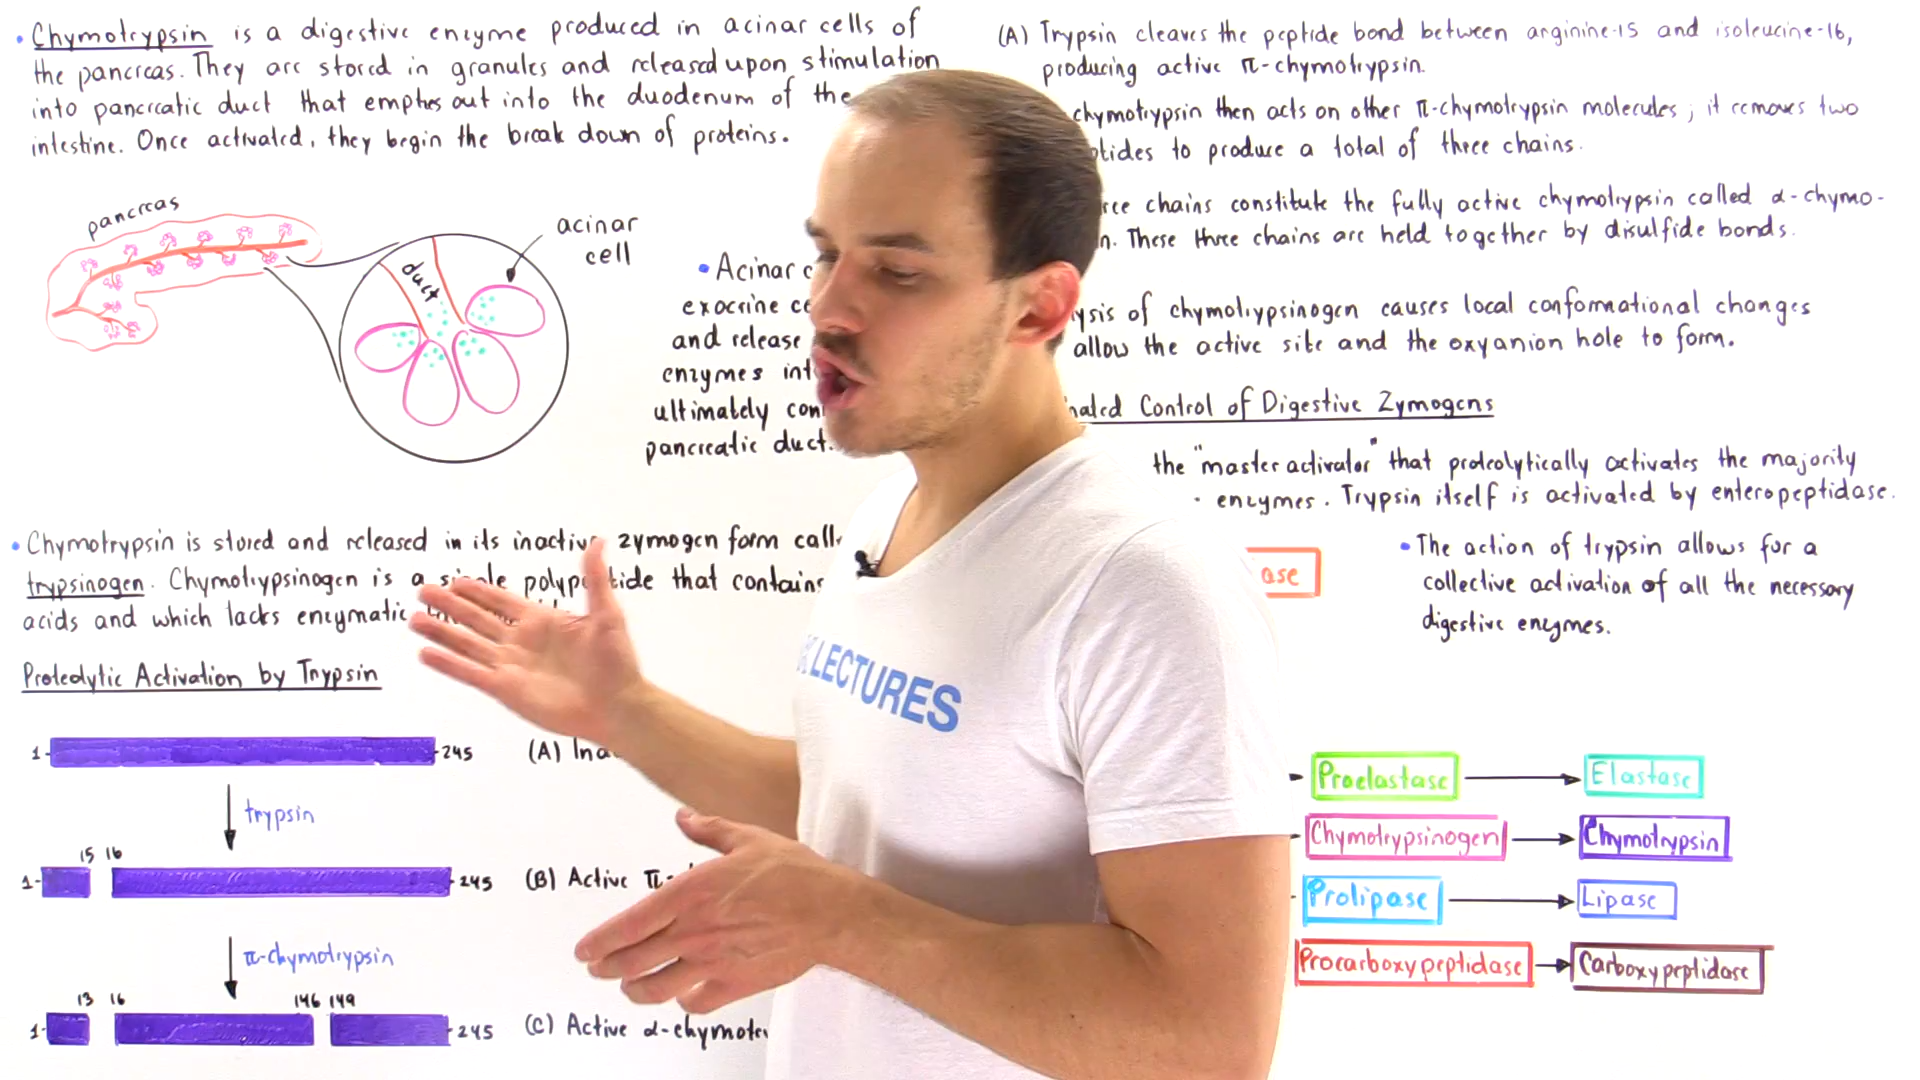 • Chymotrypsin is a digestive enzyme produced in acinar cells of
the pancreas. They are stored in granules and released upon stimulation
into pancreatic duct that empties out into the duodenum of the
intestine. Once activated, they begin the break down of proteins.
pancreas
duct
acinar
cell
• Acinar
exocrine
and release
enzymes
ultimately
pancreatic duct.
• Chymotrypsin is stored and released in its inactive zymogen form
trypsinogen. Chymotrypsinogen is a single polypeptide that contains
acids and which lacks enzymatic
Proteolytic Activation by Trypsin
1 245 (A)
trypsin
15 16
1 245 (B) Active π-
π-chymotrypsin
13 16 146 149
1 245 (C) Active α-chymotr
(A) Trypsin cleaves the peptide bond between arginine-15 and isoleucine-16,
producing active π-chymotrypsin.
chymotrypsin then acts on other π-chymotrypsin molecules; it removes two
to produce a total of three chains.
chains constitute the fully active chymotrypsin called α-chymo-
These three chains are held together by disulfide bonds.
of chymotrypsinogen causes local conformational changes
allow the active site and the oxyanion hole to form.
Control of Digestive Zymogens
the "master activator" that proteolytically activates the majority
enzymes. Trypsin itself is activated by enteropeptidase.
ase
• The action of trypsin allows for a
collective activation of all the necessary
digestive enzymes.
Proelastase Elastase
Chymotrypsinogen Chymotrypsin
Prolipase Lipase
Procarboxypeptidase Carboxypeptidase
LECTURES